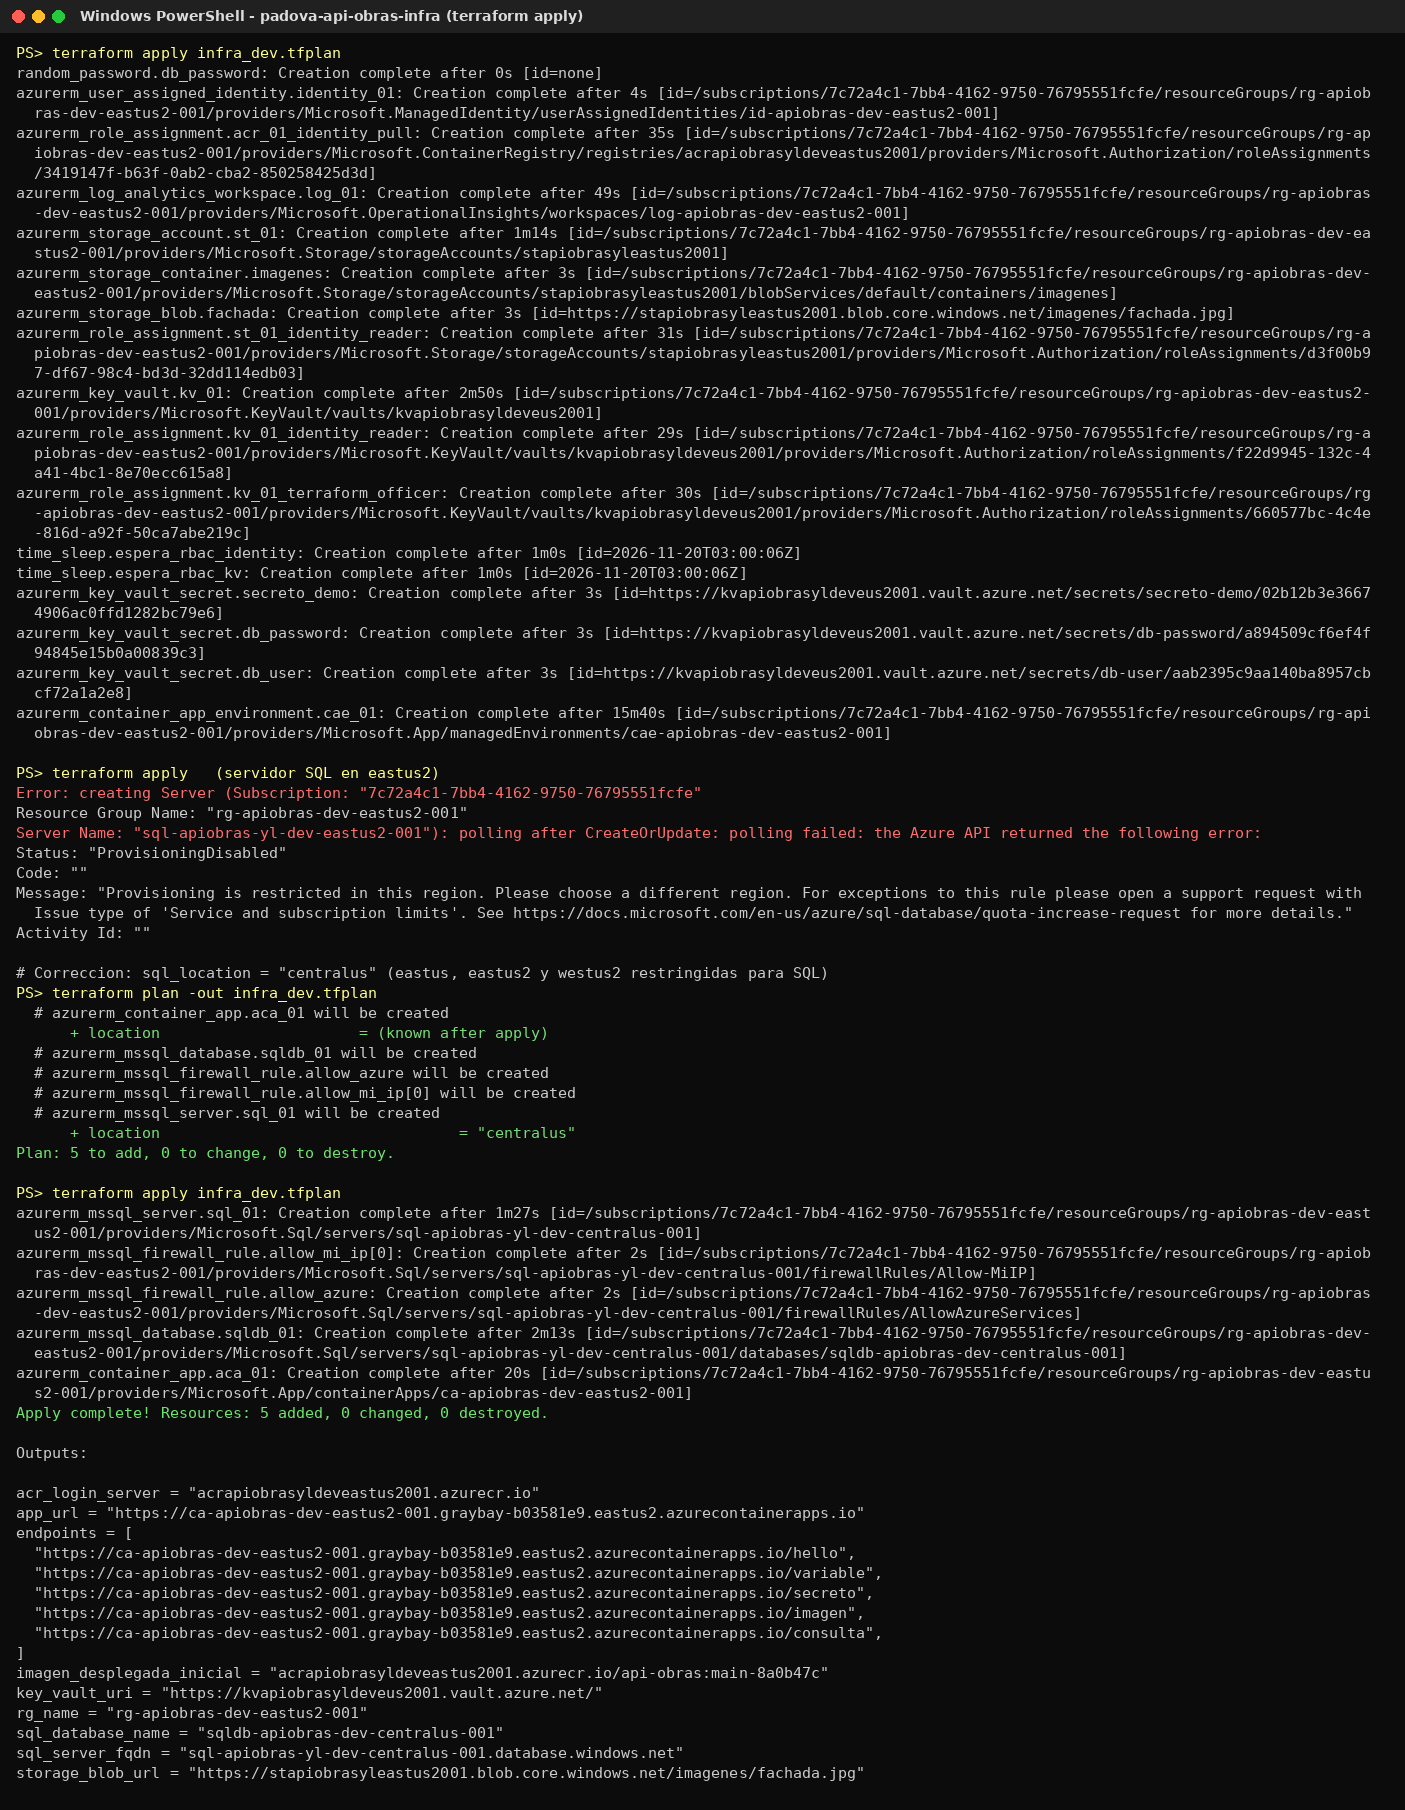 Windows PowerShell - padova-api-obras-infra (terraform apply)
PS> terraform apply infra_dev.tfplan
random_password.db_password: Creation complete after 0s [id=none]
azurerm_user_assigned_identity.identity_01: Creation complete after 4s [id=/subscriptions/7c72a4c1-7bb4-4162-9750-76795551fcfe/resourceGroups/rg-apiob
ras-dev-eastus2-001/providers/Microsoft.ManagedIdentity/userAssignedIdentities/id-apiobras-dev-eastus2-001]
azurerm_role_assignment.acr_01_identity_pull: Creation complete after 35s [id=/subscriptions/7c72a4c1-7bb4-4162-9750-76795551fcfe/resourceGroups/rg-ap
iobras-dev-eastus2-001/providers/Microsoft.ContainerRegistry/registries/acrapiobrasyldeveastus2001/providers/Microsoft.Authorization/roleAssignments
/3419147f-b63f-0ab2-cba2-850258425d3d]
azurerm_log_analytics_workspace.log_01: Creation complete after 49s [id=/subscriptions/7c72a4c1-7bb4-4162-9750-76795551fcfe/resourceGroups/rg-apiobras
-dev-eastus2-001/providers/Microsoft.OperationalInsights/workspaces/log-apiobras-dev-eastus2-001]
azurerm_storage_account.st_01: Creation complete after 1m14s [id=/subscriptions/7c72a4c1-7bb4-4162-9750-76795551fcfe/resourceGroups/rg-apiobras-dev-ea
stus2-001/providers/Microsoft.Storage/storageAccounts/stapiobrasyleastus2001]
azurerm_storage_container.imagenes: Creation complete after 3s [id=/subscriptions/7c72a4c1-7bb4-4162-9750-76795551fcfe/resourceGroups/rg-apiobras-dev-
eastus2-001/providers/Microsoft.Storage/storageAccounts/stapiobrasyleastus2001/blobServices/default/containers/imagenes]
azurerm_storage_blob.fachada: Creation complete after 3s [id=https://stapiobrasyleastus2001.blob.core.windows.net/imagenes/fachada.jpg]
azurerm_role_assignment.st_01_identity_reader: Creation complete after 31s [id=/subscriptions/7c72a4c1-7bb4-4162-9750-76795551fcfe/resourceGroups/rg-a
piobras-dev-eastus2-001/providers/Microsoft.Storage/storageAccounts/stapiobrasyleastus2001/providers/Microsoft.Authorization/roleAssignments/d3f00b9
7-df67-98c4-bd3d-32dd114edb03]
azurerm_key_vault.kv_01: Creation complete after 2m50s [id=/subscriptions/7c72a4c1-7bb4-4162-9750-76795551fcfe/resourceGroups/rg-apiobras-dev-eastus2-
001/providers/Microsoft.KeyVault/vaults/kvapiobrasyldeveus2001]
azurerm_role_assignment.kv_01_identity_reader: Creation complete after 29s [id=/subscriptions/7c72a4c1-7bb4-4162-9750-76795551fcfe/resourceGroups/rg-a
piobras-dev-eastus2-001/providers/Microsoft.KeyVault/vaults/kvapiobrasyldeveus2001/providers/Microsoft.Authorization/roleAssignments/f22d9945-132c-4
a41-4bc1-8e70ecc615a8]
azurerm_role_assignment.kv_01_terraform_officer: Creation complete after 30s [id=/subscriptions/7c72a4c1-7bb4-4162-9750-76795551fcfe/resourceGroups/rg
-apiobras-dev-eastus2-001/providers/Microsoft.KeyVault/vaults/kvapiobrasyldeveus2001/providers/Microsoft.Authorization/roleAssignments/660577bc-4c4e
-816d-a92f-50ca7abe219c]
time_sleep.espera_rbac_identity: Creation complete after 1m0s [id=2026-11-20T03:00:06Z]
time_sleep.espera_rbac_kv: Creation complete after 1m0s [id=2026-11-20T03:00:06Z]
azurerm_key_vault_secret.secreto_demo: Creation complete after 3s [id=https://kvapiobrasyldeveus2001.vault.azure.net/secrets/secreto-demo/02b12b3e3667
4906ac0ffd1282bc79e6]
azurerm_key_vault_secret.db_password: Creation complete after 3s [id=https://kvapiobrasyldeveus2001.vault.azure.net/secrets/db-password/a894509cf6ef4f
94845e15b0a00839c3]
azurerm_key_vault_secret.db_user: Creation complete after 3s [id=https://kvapiobrasyldeveus2001.vault.azure.net/secrets/db-user/aab2395c9aa140ba8957cb
cf72a1a2e8]
azurerm_container_app_environment.cae_01: Creation complete after 15m40s [id=/subscriptions/7c72a4c1-7bb4-4162-9750-76795551fcfe/resourceGroups/rg-api
obras-dev-eastus2-001/providers/Microsoft.App/managedEnvironments/cae-apiobras-dev-eastus2-001]
PS> terraform apply   (servidor SQL en eastus2)
Error: creating Server (Subscription: "7c72a4c1-7bb4-4162-9750-76795551fcfe"
Resource Group Name: "rg-apiobras-dev-eastus2-001"
Server Name: "sql-apiobras-yl-dev-eastus2-001"): polling after CreateOrUpdate: polling failed: the Azure API returned the following error:
Status: "ProvisioningDisabled"
Code: ""
Message: "Provisioning is restricted in this region. Please choose a different region. For exceptions to this rule please open a support request with
Issue type of 'Service and subscription limits'. See https://docs.microsoft.com/en-us/azure/sql-database/quota-increase-request for more details."
Activity Id: ""
# Correccion: sql_location = "centralus" (eastus, eastus2 y westus2 restringidas para SQL)
PS> terraform plan -out infra_dev.tfplan
# azurerm_container_app.aca_01 will be created
+ location                      = (known after apply)
# azurerm_mssql_database.sqldb_01 will be created
# azurerm_mssql_firewall_rule.allow_azure will be created
# azurerm_mssql_firewall_rule.allow_mi_ip[0] will be created
# azurerm_mssql_server.sql_01 will be created
+ location                                 = "centralus"
Plan: 5 to add, 0 to change, 0 to destroy.
PS> terraform apply infra_dev.tfplan
azurerm_mssql_server.sql_01: Creation complete after 1m27s [id=/subscriptions/7c72a4c1-7bb4-4162-9750-76795551fcfe/resourceGroups/rg-apiobras-dev-east
us2-001/providers/Microsoft.Sql/servers/sql-apiobras-yl-dev-centralus-001]
azurerm_mssql_firewall_rule.allow_mi_ip[0]: Creation complete after 2s [id=/subscriptions/7c72a4c1-7bb4-4162-9750-76795551fcfe/resourceGroups/rg-apiob
ras-dev-eastus2-001/providers/Microsoft.Sql/servers/sql-apiobras-yl-dev-centralus-001/firewallRules/Allow-MiIP]
azurerm_mssql_firewall_rule.allow_azure: Creation complete after 2s [id=/subscriptions/7c72a4c1-7bb4-4162-9750-76795551fcfe/resourceGroups/rg-apiobras
-dev-eastus2-001/providers/Microsoft.Sql/servers/sql-apiobras-yl-dev-centralus-001/firewallRules/AllowAzureServices]
azurerm_mssql_database.sqldb_01: Creation complete after 2m13s [id=/subscriptions/7c72a4c1-7bb4-4162-9750-76795551fcfe/resourceGroups/rg-apiobras-dev-
eastus2-001/providers/Microsoft.Sql/servers/sql-apiobras-yl-dev-centralus-001/databases/sqldb-apiobras-dev-centralus-001]
azurerm_container_app.aca_01: Creation complete after 20s [id=/subscriptions/7c72a4c1-7bb4-4162-9750-76795551fcfe/resourceGroups/rg-apiobras-dev-eastu
s2-001/providers/Microsoft.App/containerApps/ca-apiobras-dev-eastus2-001]
Apply complete! Resources: 5 added, 0 changed, 0 destroyed.
Outputs:
acr_login_server = "acrapiobrasyldeveastus2001.azurecr.io"
app_url = "https://ca-apiobras-dev-eastus2-001.graybay-b03581e9.eastus2.azurecontainerapps.io"
endpoints = [
"https://ca-apiobras-dev-eastus2-001.graybay-b03581e9.eastus2.azurecontainerapps.io/hello",
"https://ca-apiobras-dev-eastus2-001.graybay-b03581e9.eastus2.azurecontainerapps.io/variable",
"https://ca-apiobras-dev-eastus2-001.graybay-b03581e9.eastus2.azurecontainerapps.io/secreto",
"https://ca-apiobras-dev-eastus2-001.graybay-b03581e9.eastus2.azurecontainerapps.io/imagen",
"https://ca-apiobras-dev-eastus2-001.graybay-b03581e9.eastus2.azurecontainerapps.io/consulta",
]
imagen_desplegada_inicial = "acrapiobrasyldeveastus2001.azurecr.io/api-obras:main-8a0b47c"
key_vault_uri = "https://kvapiobrasyldeveus2001.vault.azure.net/"
rg_name = "rg-apiobras-dev-eastus2-001"
sql_database_name = "sqldb-apiobras-dev-centralus-001"
sql_server_fqdn = "sql-apiobras-yl-dev-centralus-001.database.windows.net"
storage_blob_url = "https://stapiobrasyleastus2001.blob.core.windows.net/imagenes/fachada.jpg"